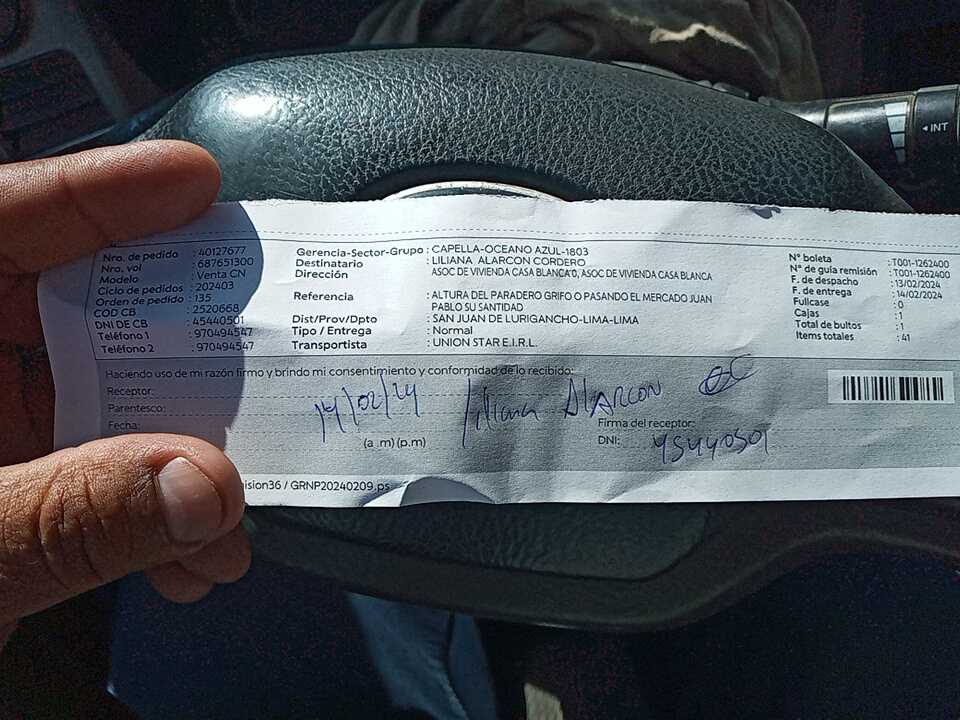 Nro. de pedido : 40127677
Nro. vol : 687651300
Modelo : Venta CN
Ciclo de pedidos : 202403
Orden de pedido : 135
COD CB : 2520668
DNI DE CB : 45440501
Teléfono 1 : 970494547
Teléfono 2 : 970494547
Gerencia-Sector-Grupo : CAPELLA-OCEANO AZUL-1803
Destinatario : LILIANA ALARCON CORDERO
Dirección : ASOC DE VIVIENDA CASA BLANCA 0, ASOC DE VIVIENDA CASA BLANCA
Referencia : ALTURA DEL PARADERO GRIFO O PASANDO EL MERCADO JUAN
PABLO SU SANTIDAD
Dist/Prov/Dpto : SAN JUAN DE LURIGANCHO-LIMA-LIMA
Tipo / Entrega : Normal
Transportista : UNION STAR E.I.R.L.
N° boleta : T001-1262400
N° de guía remisión : T001-1262400
F. de despacho : 13/02/2024
F. de entrega : 14/02/2024
Fullcase : 0
Cajas : 1
Total de bultos : 1
Items totales : 41
Haciendo uso de mi razón firmo y brindo mi consentimiento y conformidad de lo recibido:
Receptor:
Parentesco:
Fecha:
14/02/24
(a .m) (p.m)
Liliana Alarcon
Firma del receptor:
DNI: 45440501
ision36 / GRNP20240209.ps
INT